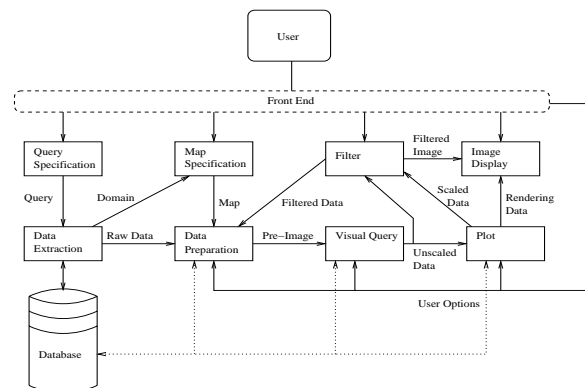 User
Front End
Query
Specification
Map
Specification
Filter
Filtered
Image
Image
Display
Query
Domain
Map
Filtered Data
Scaled
Data
Rendering
Data
Data
Extraction
Raw Data
Data
Preparation
Pre-Image
Visual Query
Unscaled
Data
Plot
User Options
Database